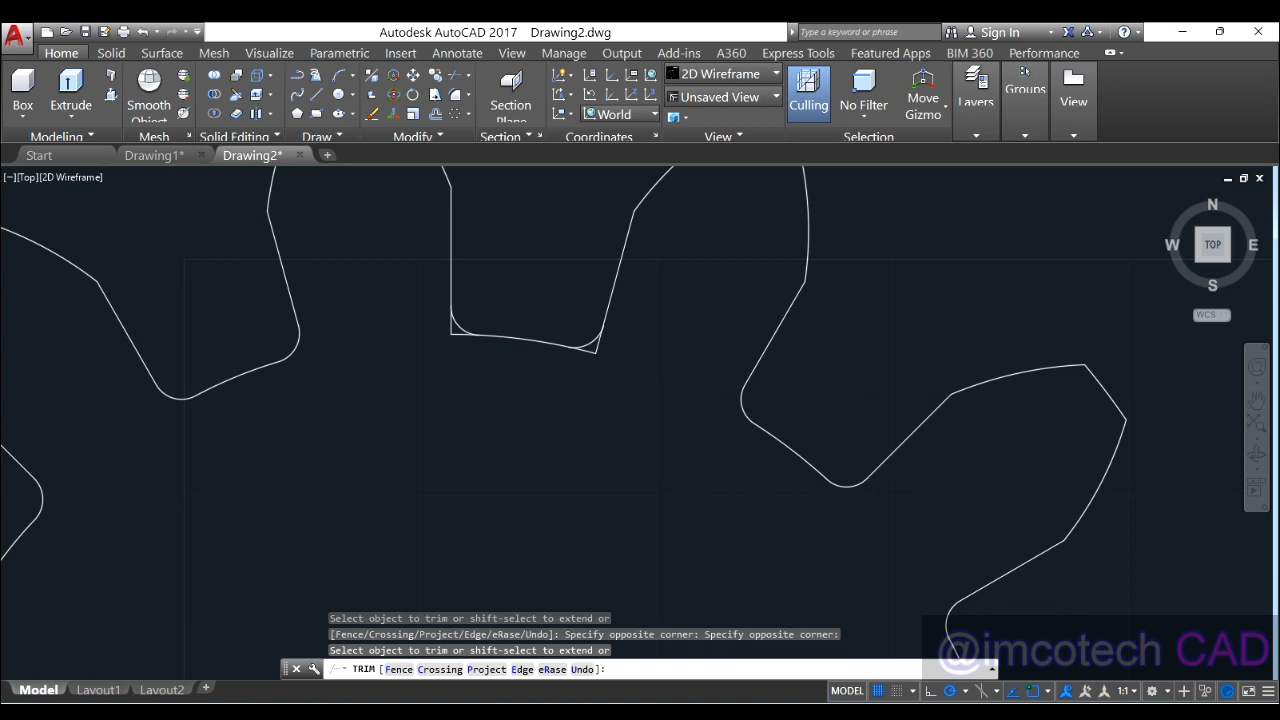 Autodesk AutoCAD 2017 Drawing2.dwg
Type a keyword or phrase
Sign In
Home Solid Surface Mesh Visualize Parametric Insert Annotate View Manage Output Add-ins A360 Express Tools Featured Apps BIM 360 Performance
2D Wireframe
Unsaved View
World
Box Extrude Smooth Object Section Plane Culling No Filter Move Gizmo Layers Groups View
Modeling Mesh Solid Editing Draw Modify Section Coordinates View Selection
Start Drawing1* Drawing2*
[−][Top][2D Wireframe]
N
W TOP E
S
WCS
Select object to trim or shift-select to extend or
[Fence/Crossing/Project/Edge/eRase/Undo]: Specify opposite corner: Specify opposite corner:
Select object to trim or shift-select to extend or
TRIM [Fence Crossing Project Edge eRase Undo]:
@imcotech CAD
Model Layout1 Layout2
MODEL 1:1